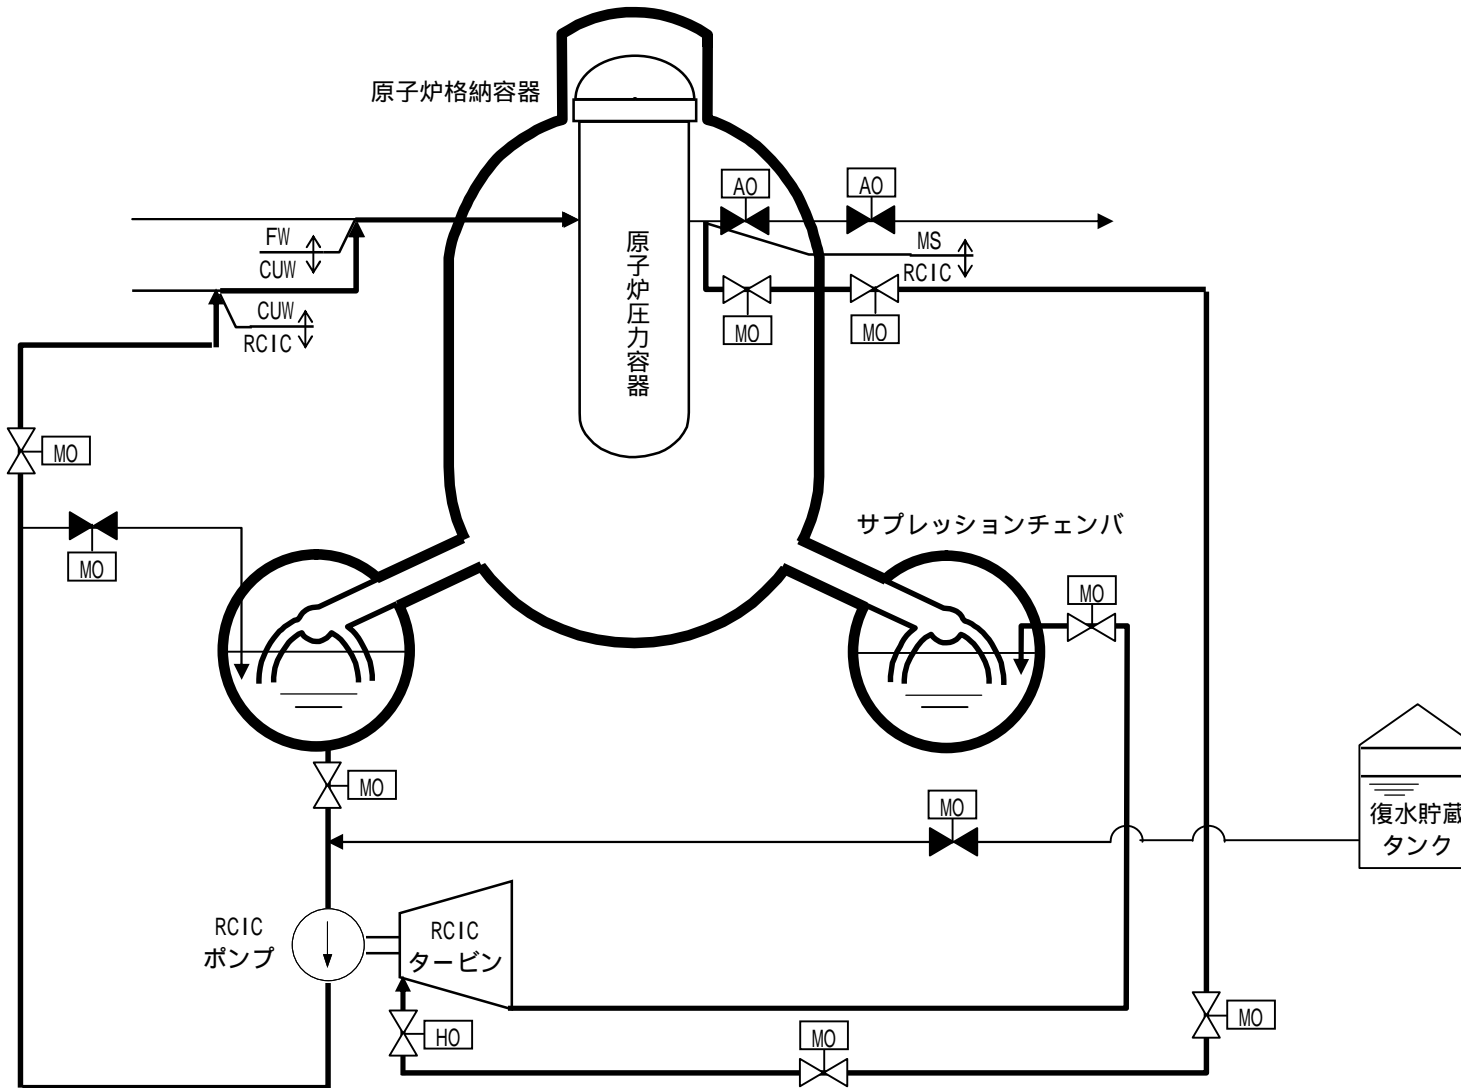 原子炉格納容器
AO
AO
FW
CUW
原子炉圧力容器
MS
RCIC
CUW
RCIC
MO
MO
MO
サプレッションチェンバ
MO
MO
MO
MO
復水貯蔵
タンク
RCIC
ポンプ
RCIC
タービン
HO
MO
MO